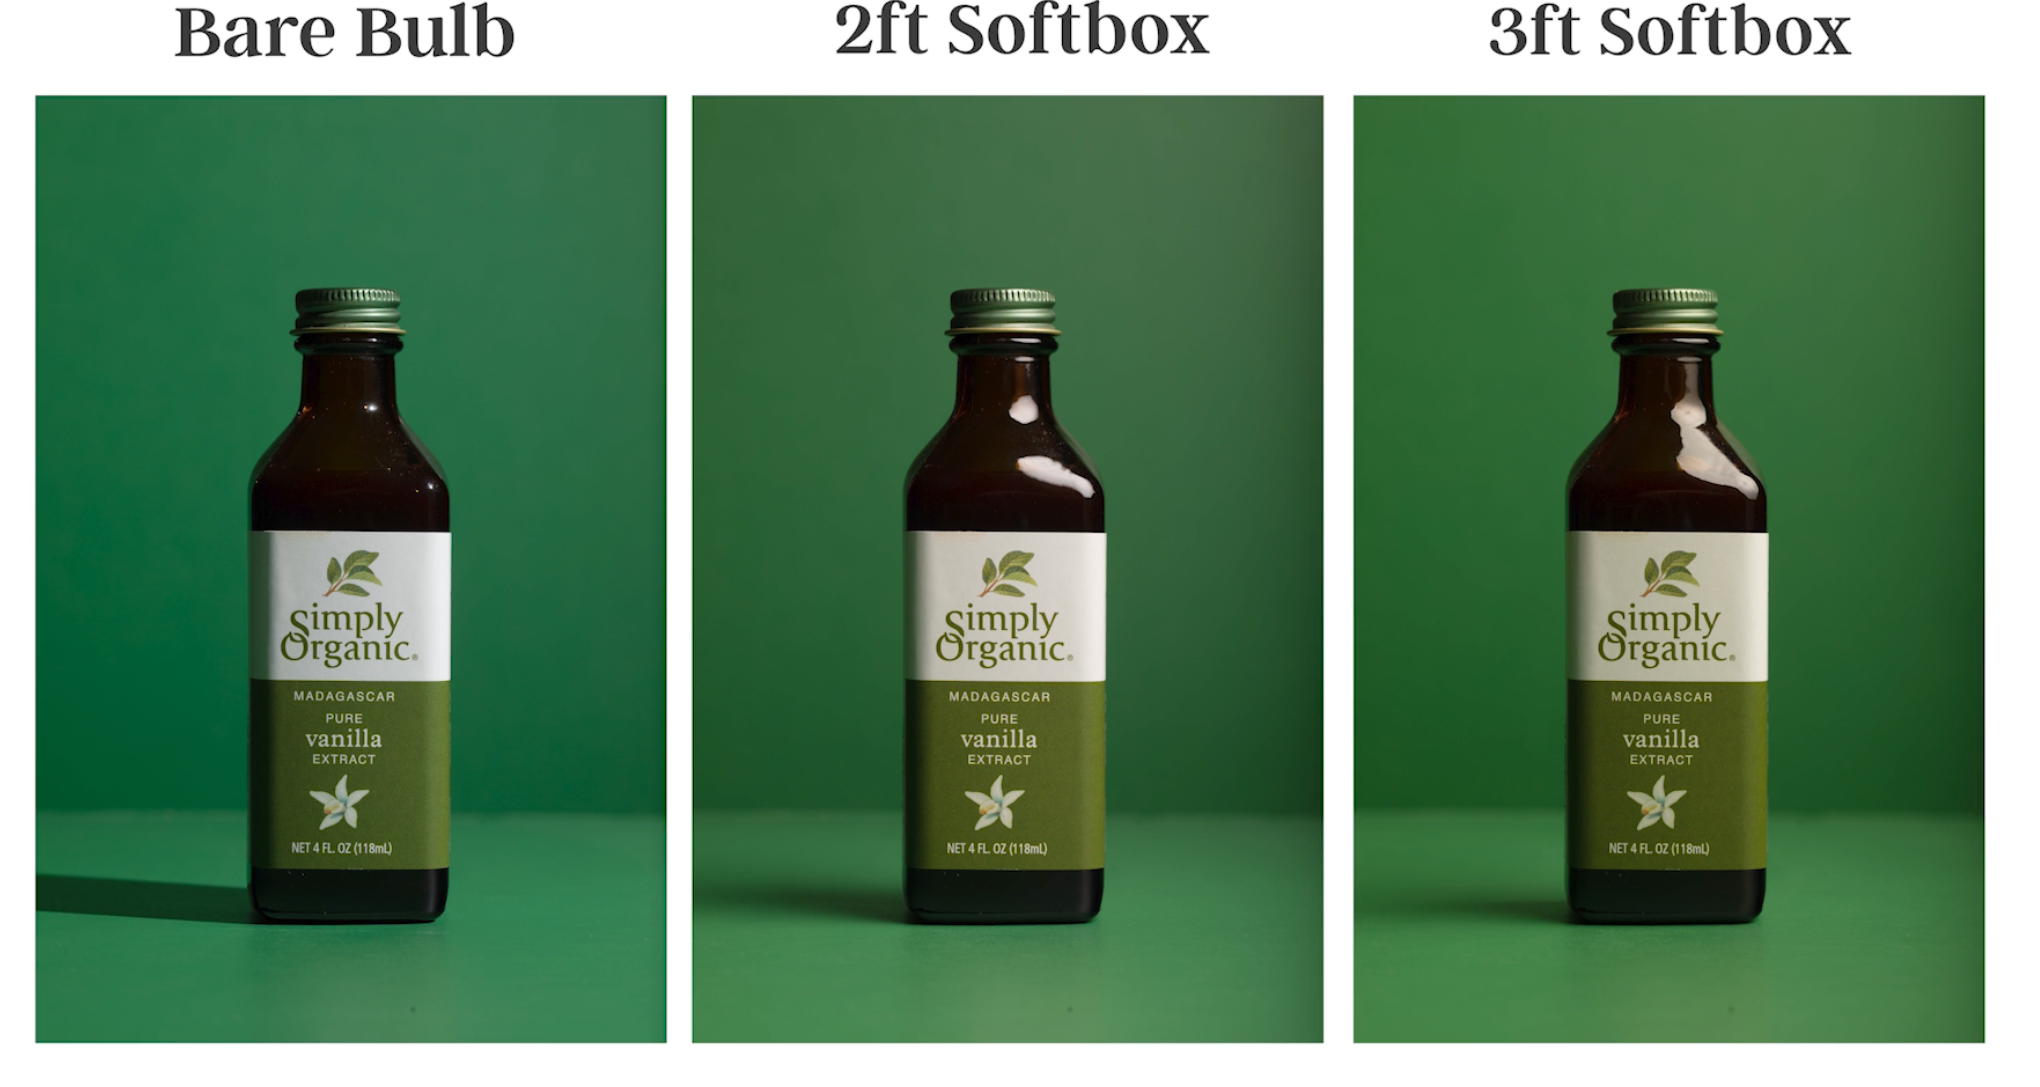 Bare Bulb
2ft Softbox
3ft Softbox
Simply
Organic®
MADAGASCAR
PURE
vanilla
EXTRACT
NET 4 FL. OZ (118mL)
Simply
Organic®
MADAGASCAR
PURE
vanilla
EXTRACT
NET 4 FL. OZ (118mL)
Simply
Organic®
MADAGASCAR
PURE
vanilla
EXTRACT
NET 4 FL. OZ (118mL)